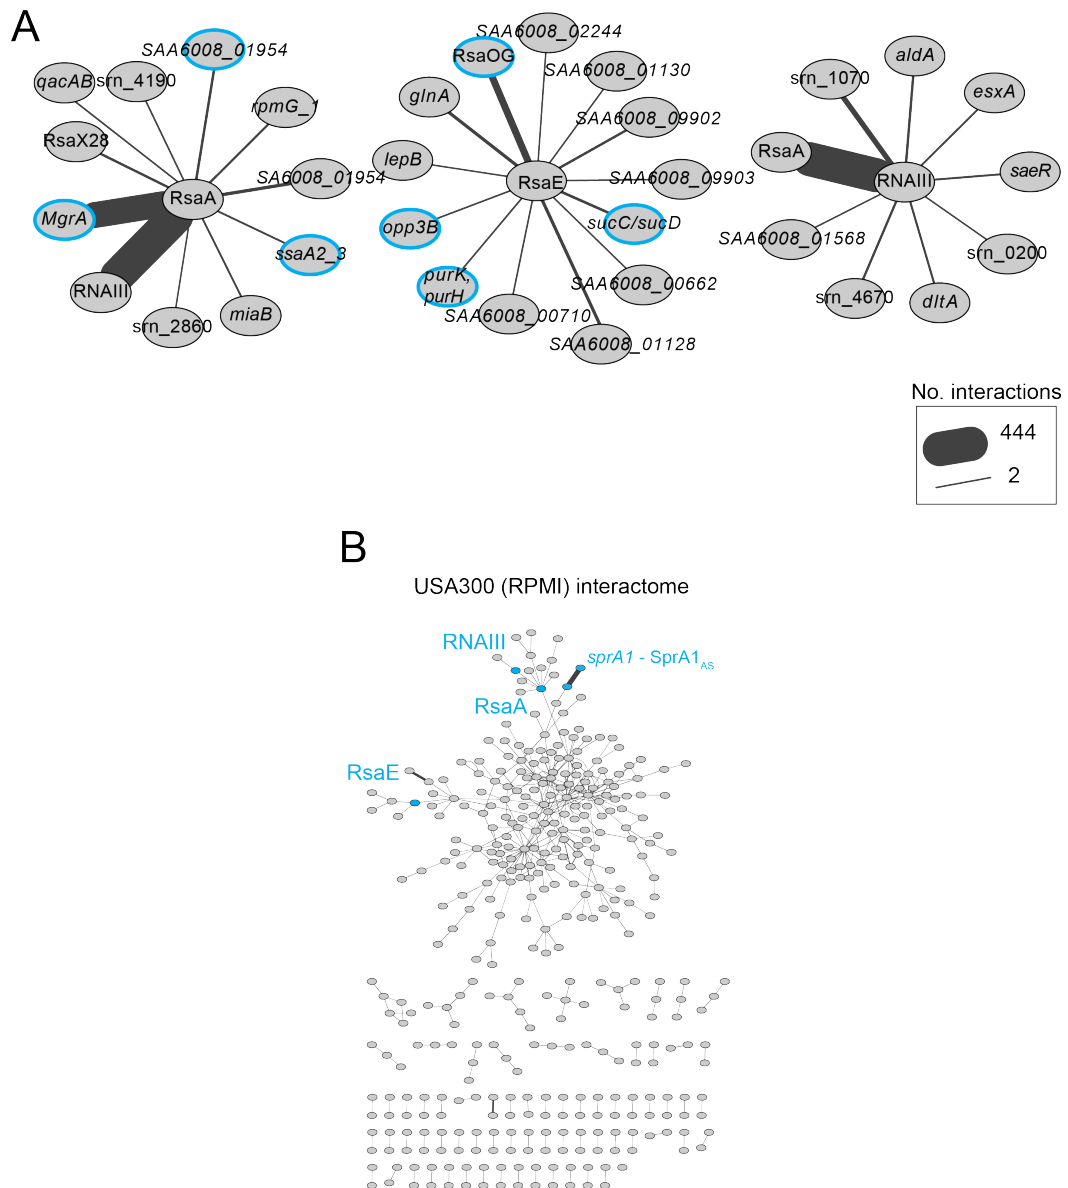 A
SAA6008_01954
qacAB
srn_4190
rpmG_1
RsaX28
SA6008_01954
RsaA
MgrA
ssaA2_3
RNAIII
srn_2860
miaB
SAA6008_02244
RsaOG
SAA6008_01130
glnA
SAA6008_09902
lepB
RsaE
SAA6008_09903
opp3B
sucC/sucD
purK,
purH
SAA6008_00662
SAA6008_00710
SAA6008_01128
aldA
srn_1070
esxA
RsaA
RNAIII
saeR
SAA6008_01568
srn_0200
srn_4670
dltA
No. interactions
444
2
B
USA300 (RPMI) interactome
RNAIII
sprA1 - SprA1AS
RsaA
RsaE